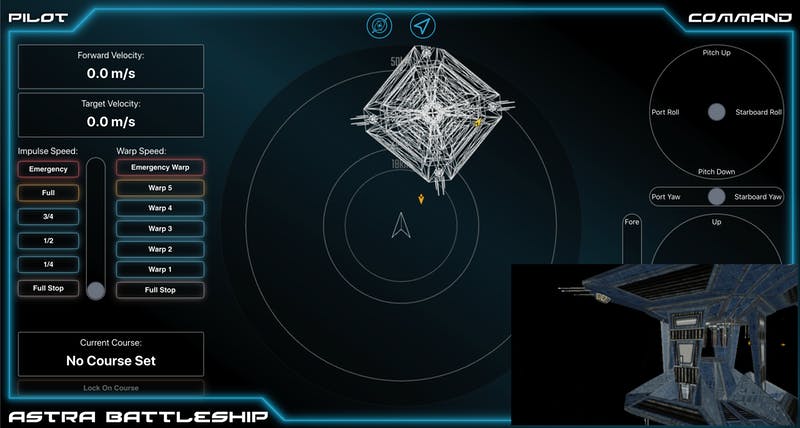 PILOT
COMMAND
Forward Velocity:
0.0 m/s
Target Velocity:
0.0 m/s
Impulse Speed:
Warp Speed:
Emergency
Full
3/4
1/2
1/4
Full Stop
Emergency Warp
Warp 5
Warp 4
Warp 3
Warp 2
Warp 1
Full Stop
Current Course:
No Course Set
Lock On Course
Pitch Up
Port Roll
Starboard Roll
Pitch Down
Port Yaw
Starboard Yaw
Fore
Up
ASTRA BATTLESHIP